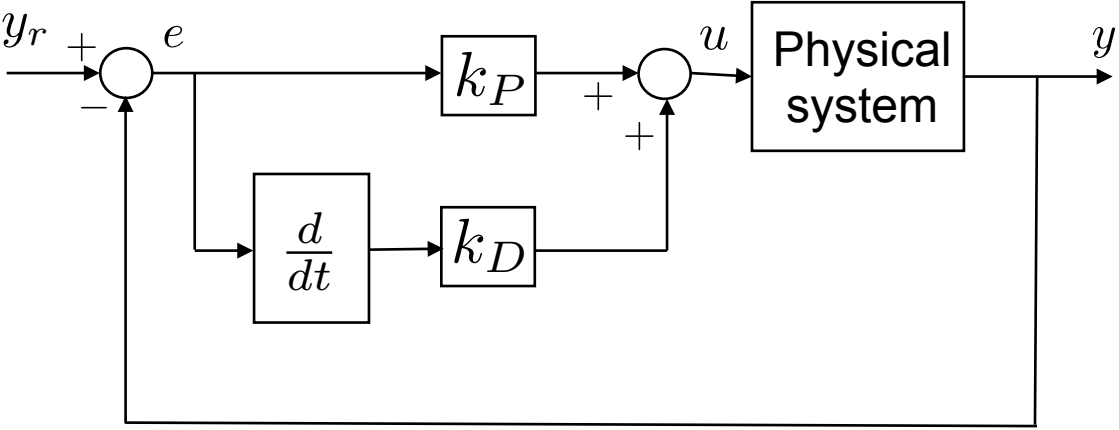 y_r
+
−
e
k_P
+
+
u
Physical
system
y
d
dt
k_D